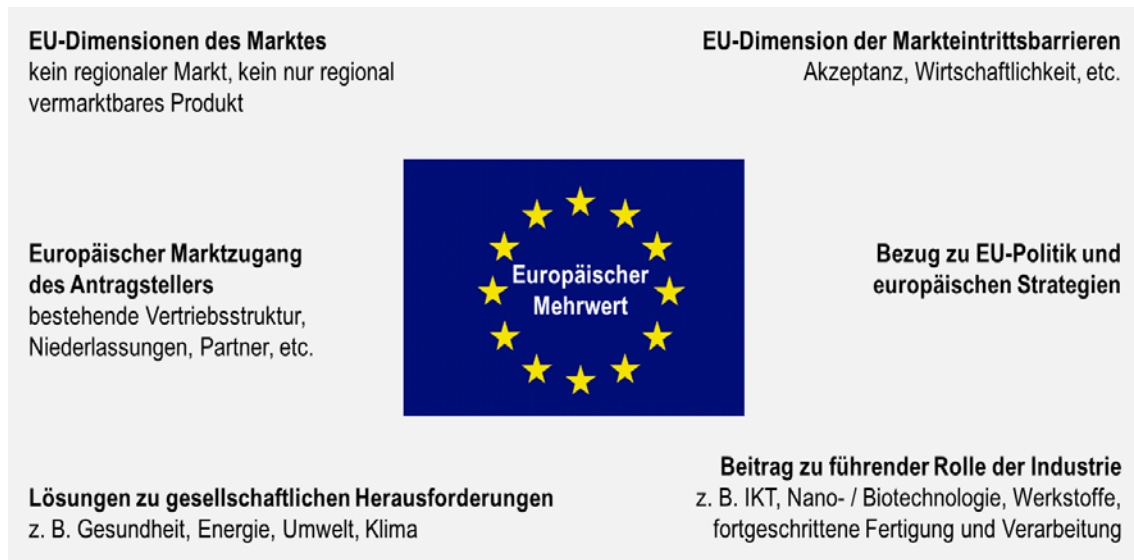 EU-Dimensionen des Marktes
kein regionaler Markt, kein nur regional
vermarktbares Produkt
EU-Dimension der Markteintrittsbarrieren
Akzeptanz, Wirtschaftlichkeit, etc.
Europäischer Marktzugang
des Antragstellers
bestehende Vertriebsstruktur,
Niederlassungen, Partner, etc.
Europäischer
Mehrwert
Bezug zu EU-Politik und
europäischen Strategien
Lösungen zu gesellschaftlichen Herausforderungen
z. B. Gesundheit, Energie, Umwelt, Klima
Beitrag zu führender Rolle der Industrie
z. B. IKT, Nano- / Biotechnologie, Werkstoffe,
fortgeschrittene Fertigung und Verarbeitung